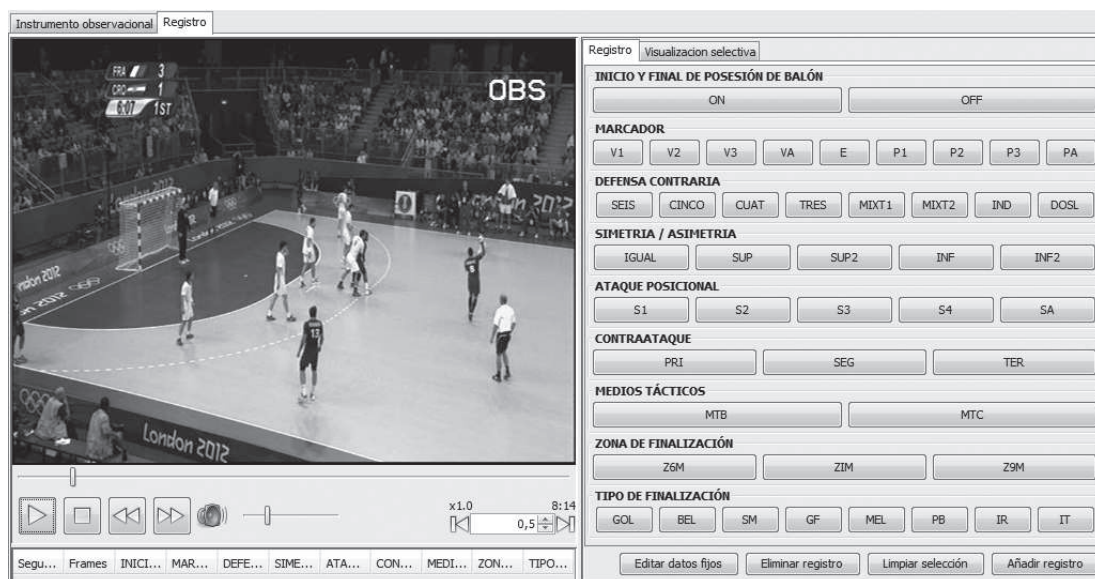 Instrumento observacional Registro
FRA 3
CRO 1
6:07 1ST
OBS
London 2012
London 2012
Registro Visualizacion selectiva
INICIO Y FINAL DE POSESIÓN DE BALÓN
ON OFF
MARCADOR
V1 V2 V3 VA E P1 P2 P3 PA
DEFENSA CONTRARIA
SEIS CINCO CUAT TRES MIXT1 MIXT2 IND DOSL
SIMETRIA / ASIMETRIA
IGUAL SUP SUP2 INF INF2
ATAQUE POSICIONAL
S1 S2 S3 S4 SA
CONTRAATAQUE
PRI SEG TER
MEDIOS TÁCTICOS
MTB MTC
ZONA DE FINALIZACIÓN
Z6M ZIM Z9M
TIPO DE FINALIZACIÓN
GOL BEL SM GF MEL PB IR IT
x1.0 8:14
0,5
Segu... Frames INICI... MAR... DEFE... SIME... ATA... CON... MEDI... ZON... TIPO...
Editar datos fijos Eliminar registro Limpiar selección Añadir registro